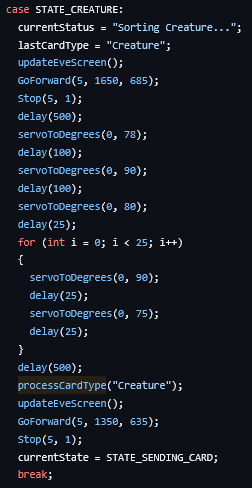 case STATE_CREATURE:
currentStatus = "Sorting Creature...";
lastCardType = "Creature";
updateEveScreen();
GoForward(5, 1650, 685);
Stop(5, 1);
delay(500);
servoToDegrees(0, 78);
delay(100);
servoToDegrees(0, 90);
delay(100);
servoToDegrees(0, 80);
delay(25);
for (int i = 0; i < 25; i++)
{
servoToDegrees(0, 90);
delay(25);
servoToDegrees(0, 75);
delay(25);
}
delay(500);
processCardType("Creature");
updateEveScreen();
GoForward(5, 1350, 635);
Stop(5, 1);
currentState = STATE_SENDING_CARD;
break;